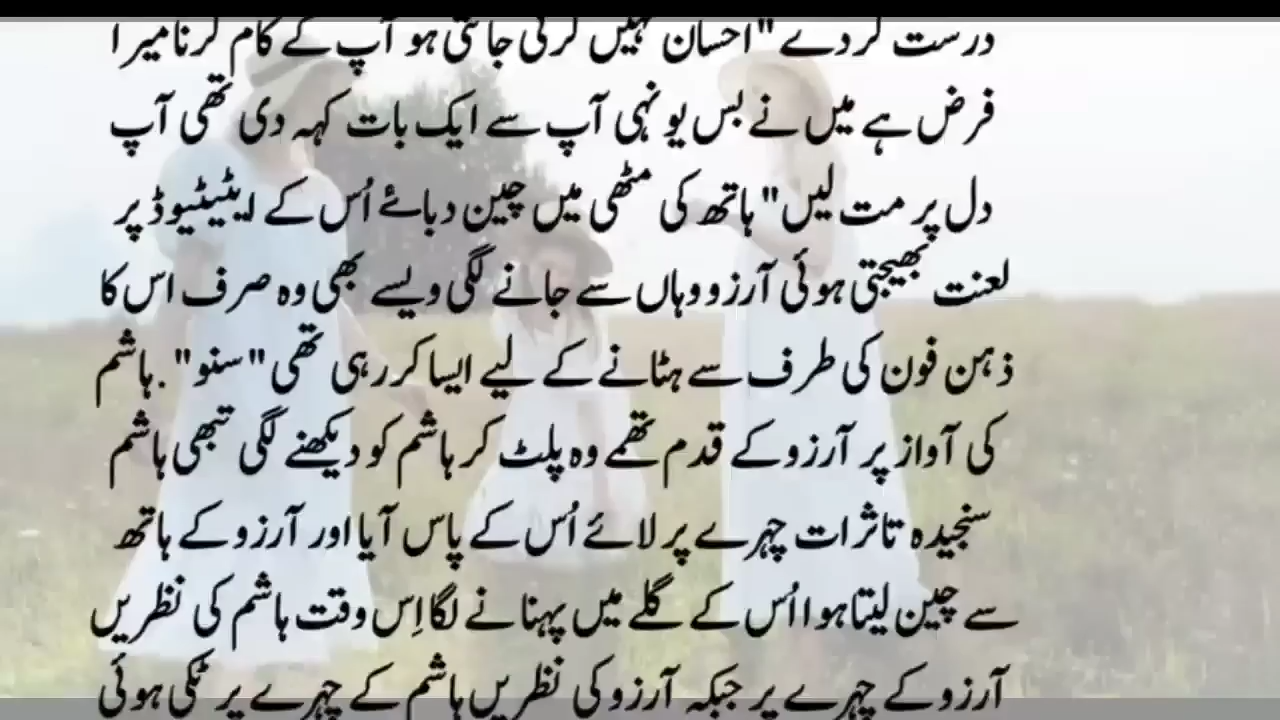 درست کردے "احسان نہیں کرنی جانتی ہو آپ کے کام کرنا میرا
فرض ہے میں نے بس یونہی آپ سے ایک بات کہہ دی تھی آپ
دل پر مت لیں" ہاتھ کی مٹھی میں چین دبائے اُس کے ایٹیٹیوڈ پر
لعنت بھیجتی ہوئی آرزو وہاں سے جانے لگی ویسے بھی وہ صرف اس کا
ذہن فون کی طرف سے ہٹانے کے لیے ایسا کر رہی تھی "سنو". ہاشم
کی آواز پر آرزو کے قدم تھمے وہ پلٹ کر ہاشم کو دیکھنے لگی تبھی ہاشم
سنجیدہ تاثرات چہرے پر لائے اُس کے پاس آیا اور آرزو کے ہاتھ
سے چین لیتا ہوا اُس کے گلے میں پہنانے لگا اِس وقت ہاشم کی نظریں
آرزو کے چہرے پر جبکہ آرزو کی نظریں ہاشم کے چہرے پر ٹکی ہوئی